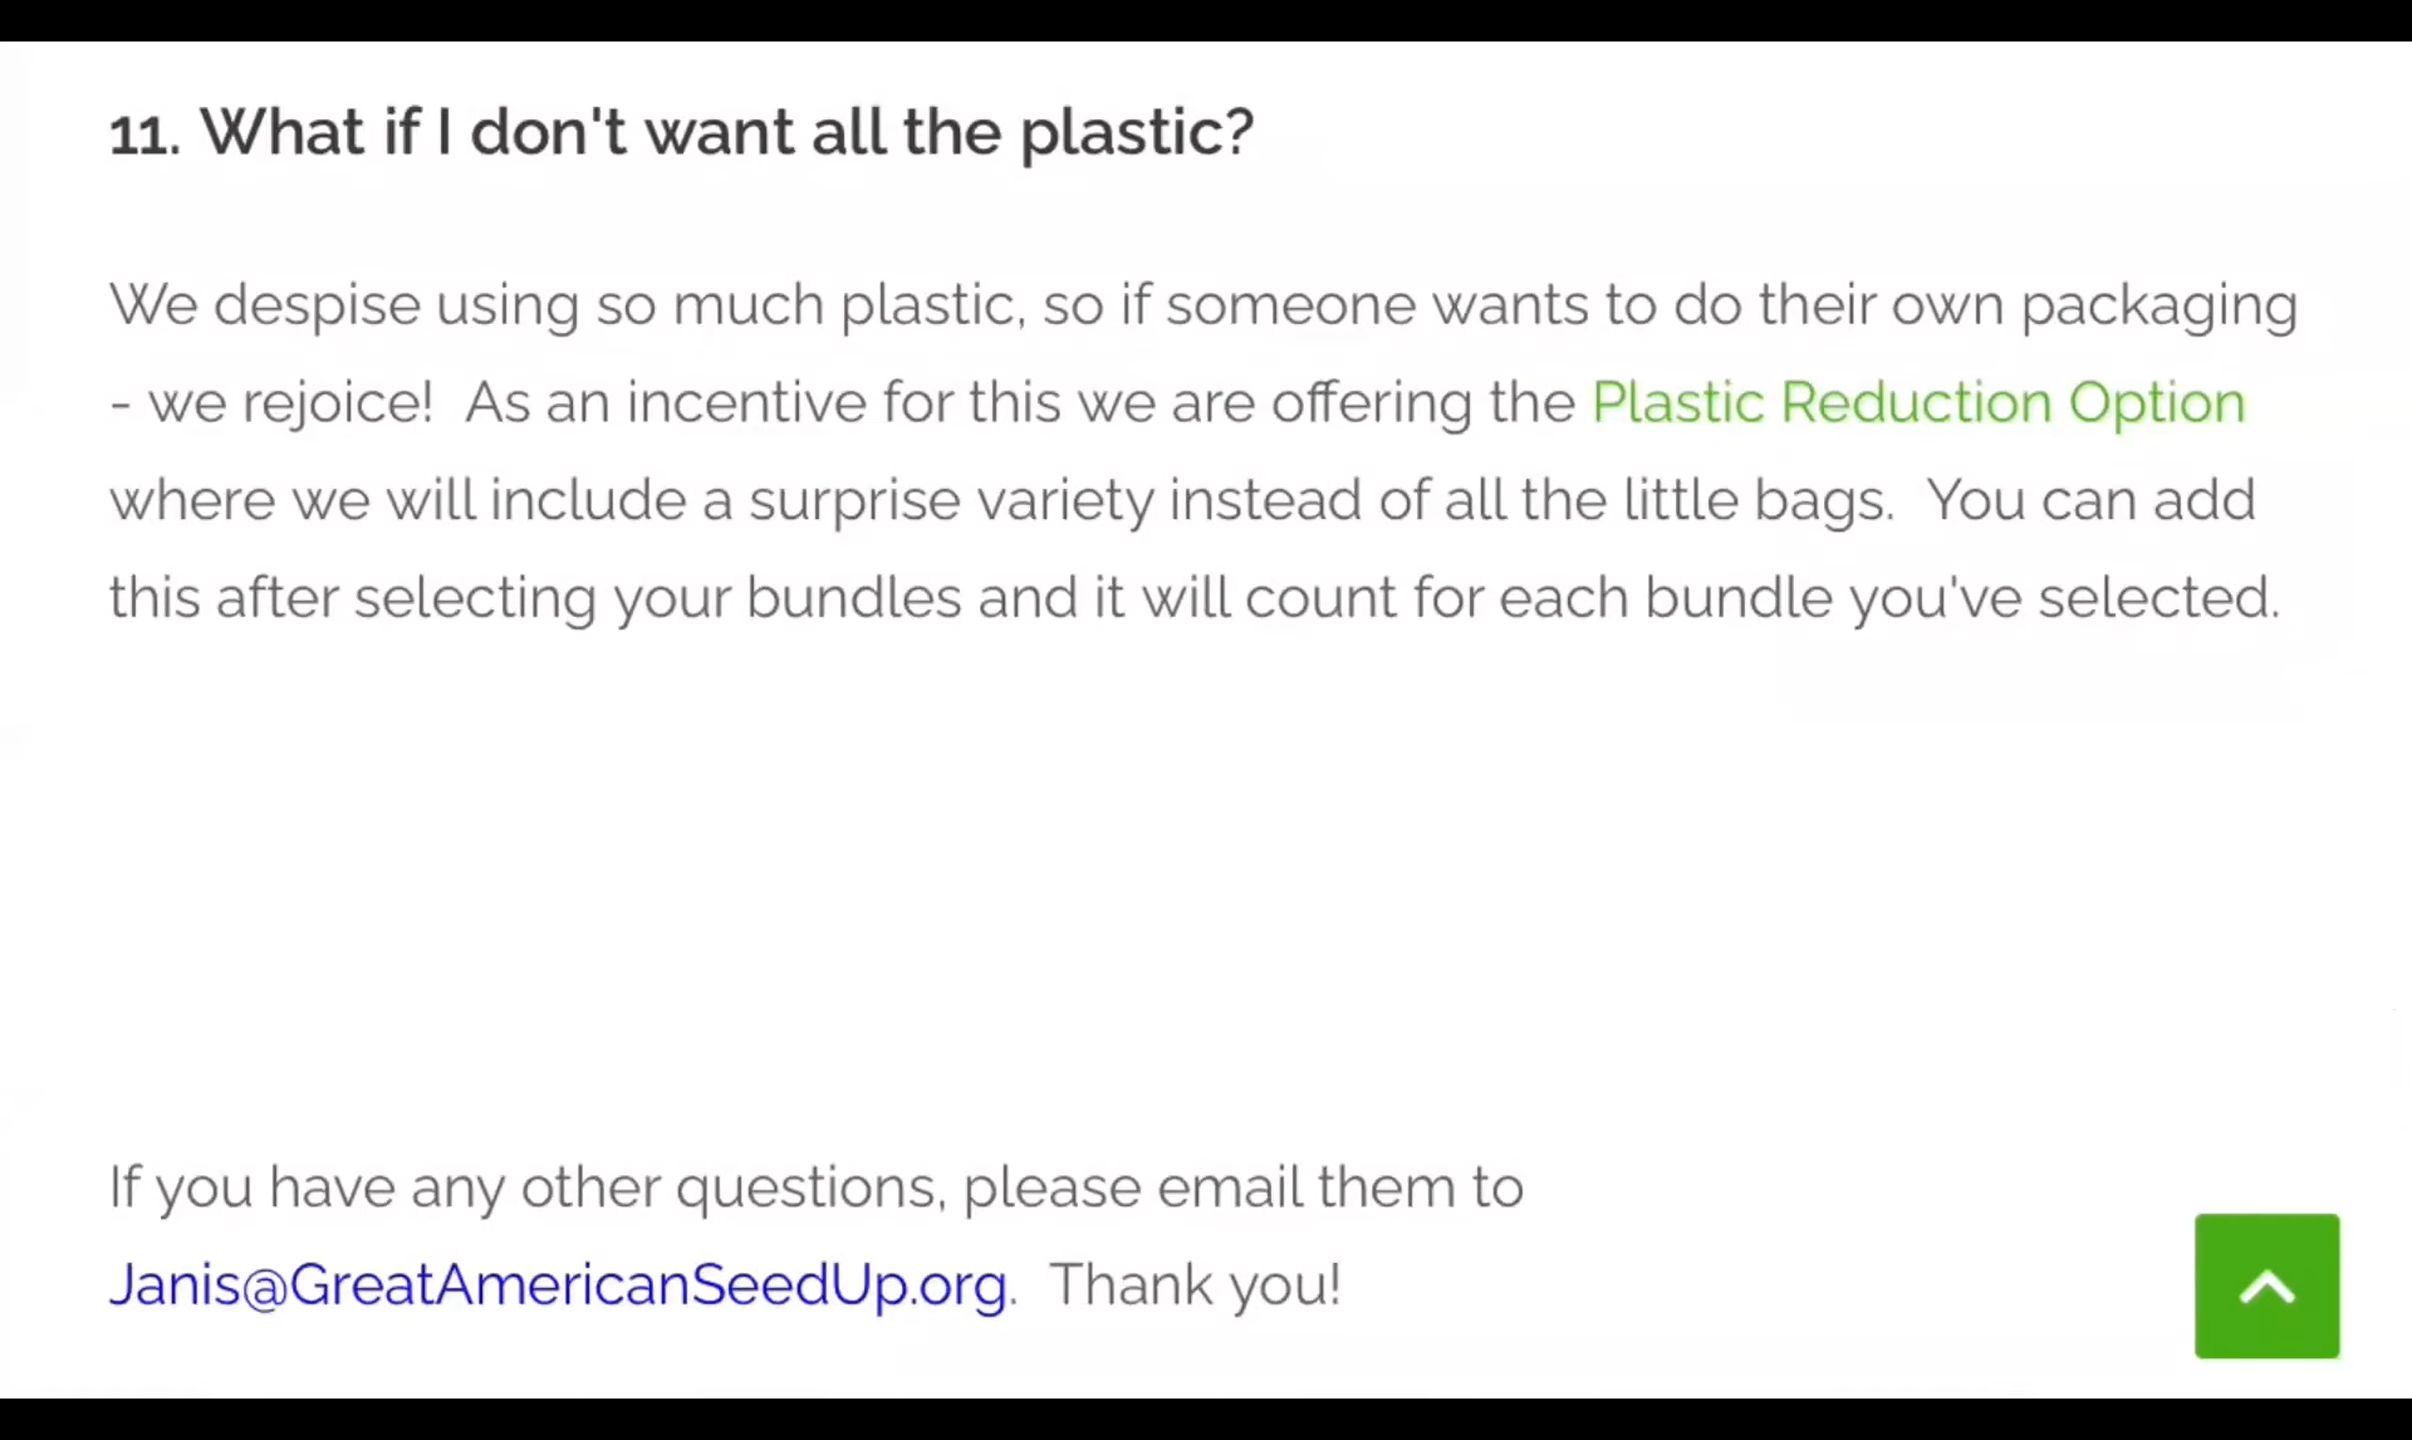 11. What if I don't want all the plastic?
We despise using so much plastic, so if someone wants to do their own packaging
- we rejoice!  As an incentive for this we are offering the Plastic Reduction Option
where we will include a surprise variety instead of all the little bags.  You can add
this after selecting your bundles and it will count for each bundle you've selected.
If you have any other questions, please email them to
Janis@GreatAmericanSeedUp.org.  Thank you!